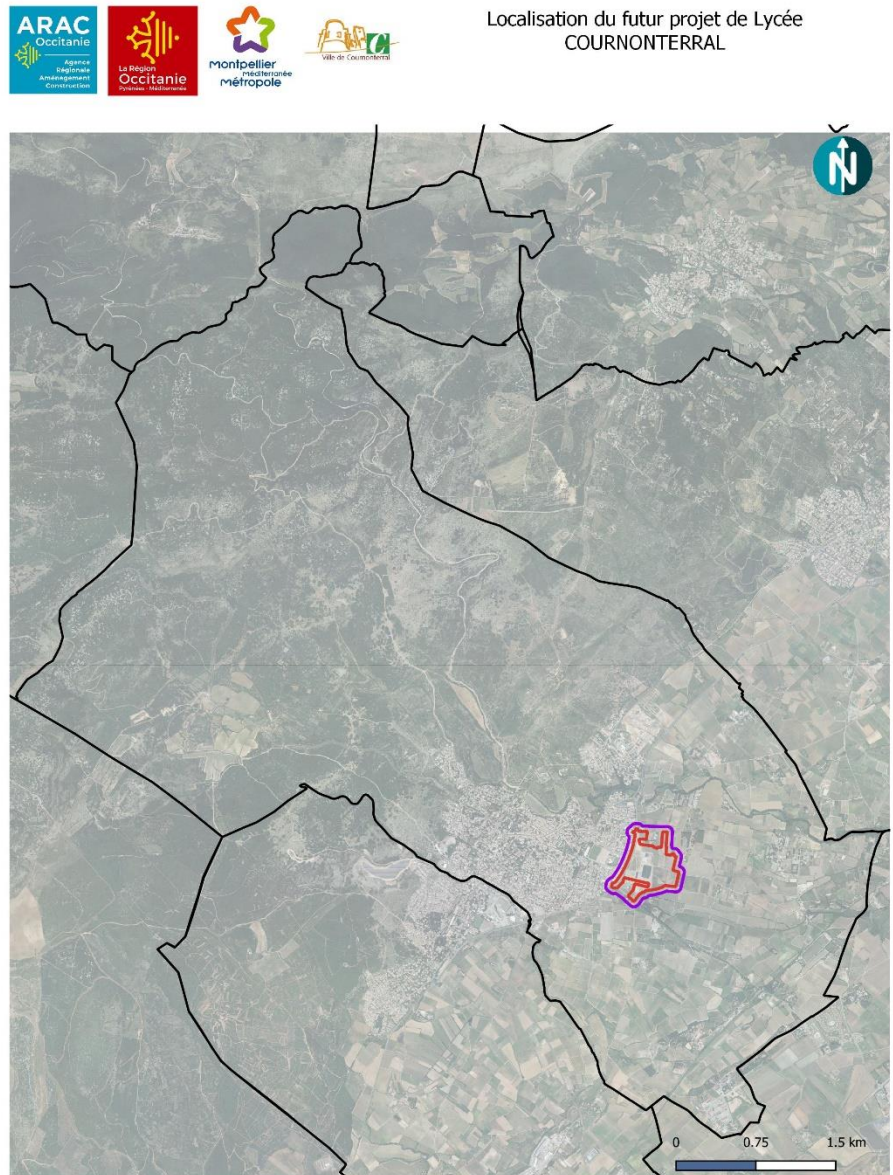 ARAC
Occitanie
Agence
Régionale
Aménagement
Construction
La Région
Occitanie
Pyrénées - Méditerranée
montpellier
Méditerranée
métropole
C
Ville de Cournonterral
Localisation du futur projet de Lycée
COURNONTERRAL
N
0 0.75 1.5 km